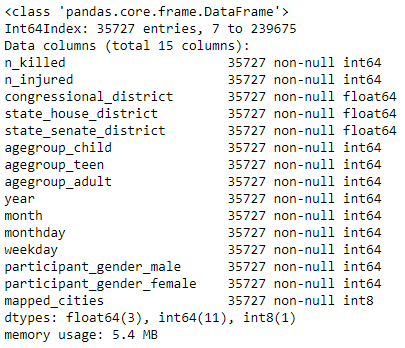 <class 'pandas.core.frame.DataFrame'>
Int64Index: 35727 entries, 7 to 239675
Data columns (total 15 columns):
n_killed                     35727 non-null int64
n_injured                    35727 non-null int64
congressional_district       35727 non-null float64
state_house_district         35727 non-null float64
state_senate_district        35727 non-null float64
agegroup_child               35727 non-null int64
agegroup_teen                35727 non-null int64
agegroup_adult               35727 non-null int64
year                         35727 non-null int64
month                        35727 non-null int64
monthday                     35727 non-null int64
weekday                      35727 non-null int64
participant_gender_male      35727 non-null int64
participant_gender_female    35727 non-null int64
mapped_cities                35727 non-null int8
dtypes: float64(3), int64(11), int8(1)
memory usage: 5.4 MB